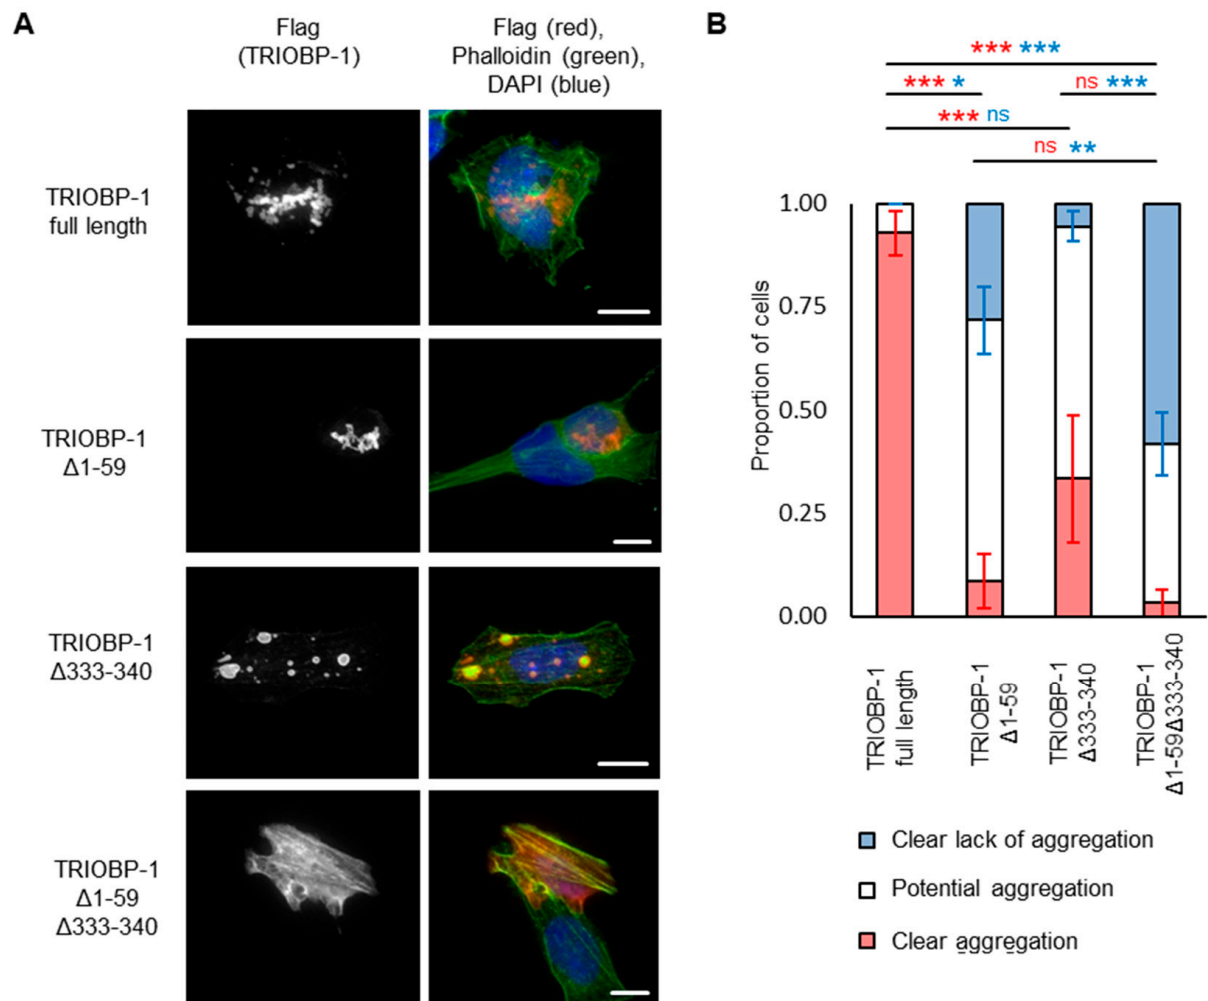 A
Flag
(TRIOBP-1)
Flag (red),
Phalloidin (green),
DAPI (blue)
TRIOBP-1
full length
TRIOBP-1
Δ1-59
TRIOBP-1
Δ333-340
TRIOBP-1
Δ1-59
Δ333-340
B
*** ***
*** *
ns ***
*** ns
ns **
Proportion of cells
1.00
0.75
0.50
0.25
0.00
TRIOBP-1
full length
TRIOBP-1
Δ1-59
TRIOBP-1
Δ333-340
TRIOBP-1
Δ1-59Δ333-340
Clear lack of aggregation
Potential aggregation
Clear aggregation